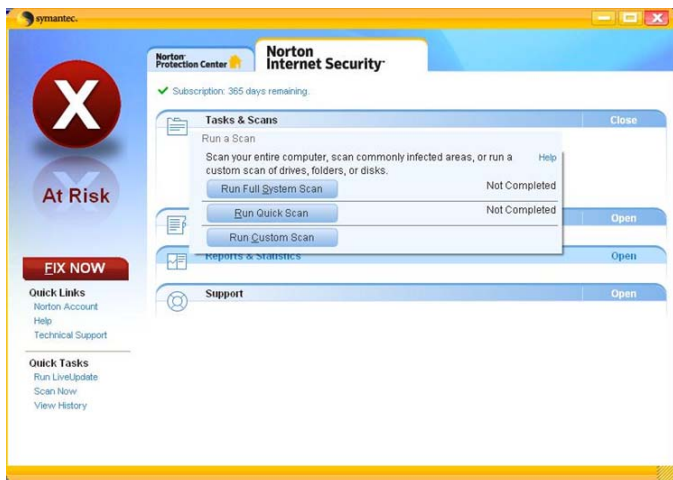 symantec.
Norton
Protection Center
Norton
Internet Security
Subscription: 365 days remaining.
Tasks & Scans
Close
Run a Scan
Scan your entire computer, scan commonly infected areas, or run a
custom scan of drives, folders, or disks.
Help
Run Full System Scan
Not Completed
Run Quick Scan
Not Completed
Run Custom Scan
Open
Reports & Statistics
Open
Support
Open
X
At Risk
FIX NOW
Quick Links
Norton Account
Help
Technical Support
Quick Tasks
Run LiveUpdate
Scan Now
View History